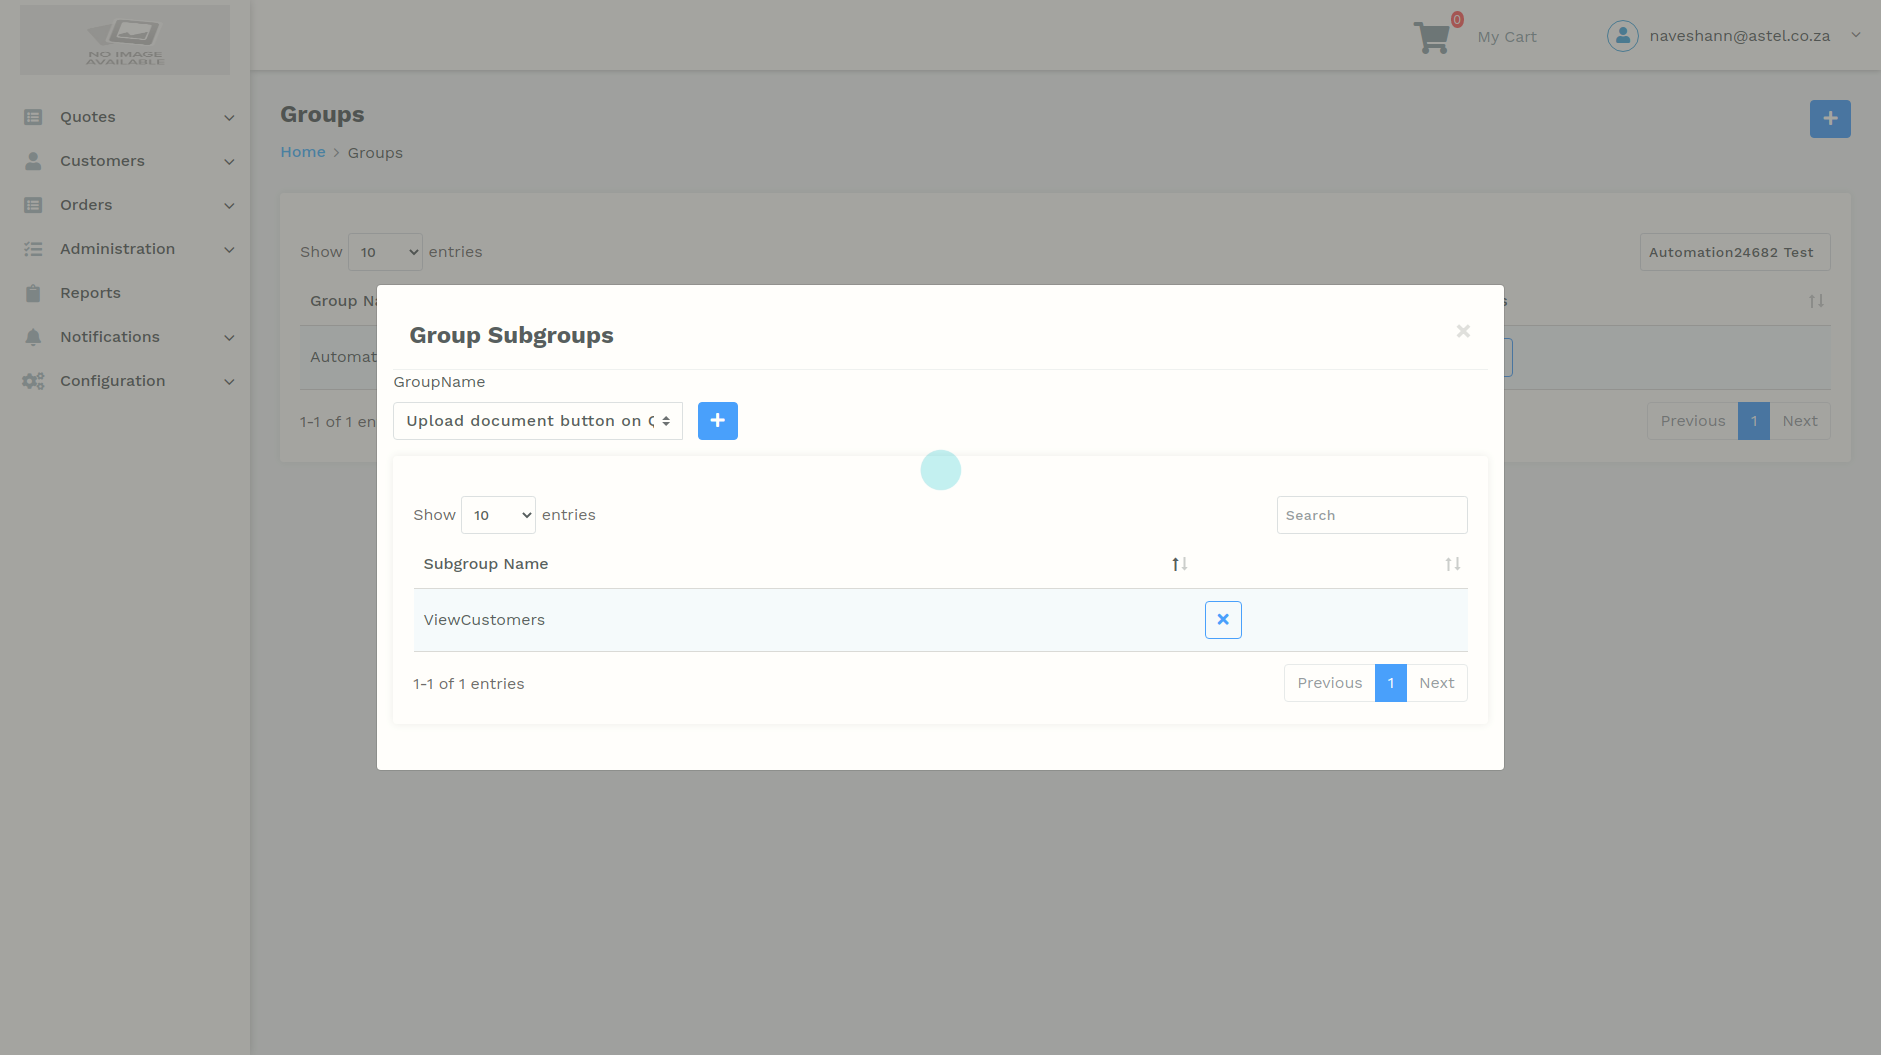 NO IMAGE
AVAILABLE
0
My Cart
naveshann@astel.co.za
Quotes
Customers
Orders
Administration
Reports
Notifications
Configuration
Groups
Home > Groups
Show 10 entries
Automation24682 Test
Group Na
s
Automat
1-1 of 1 en
Previous 1 Next
Group Subgroups
GroupName
Upload document button on
Show 10 entries
Search
Subgroup Name
ViewCustomers
1-1 of 1 entries
Previous 1 Next